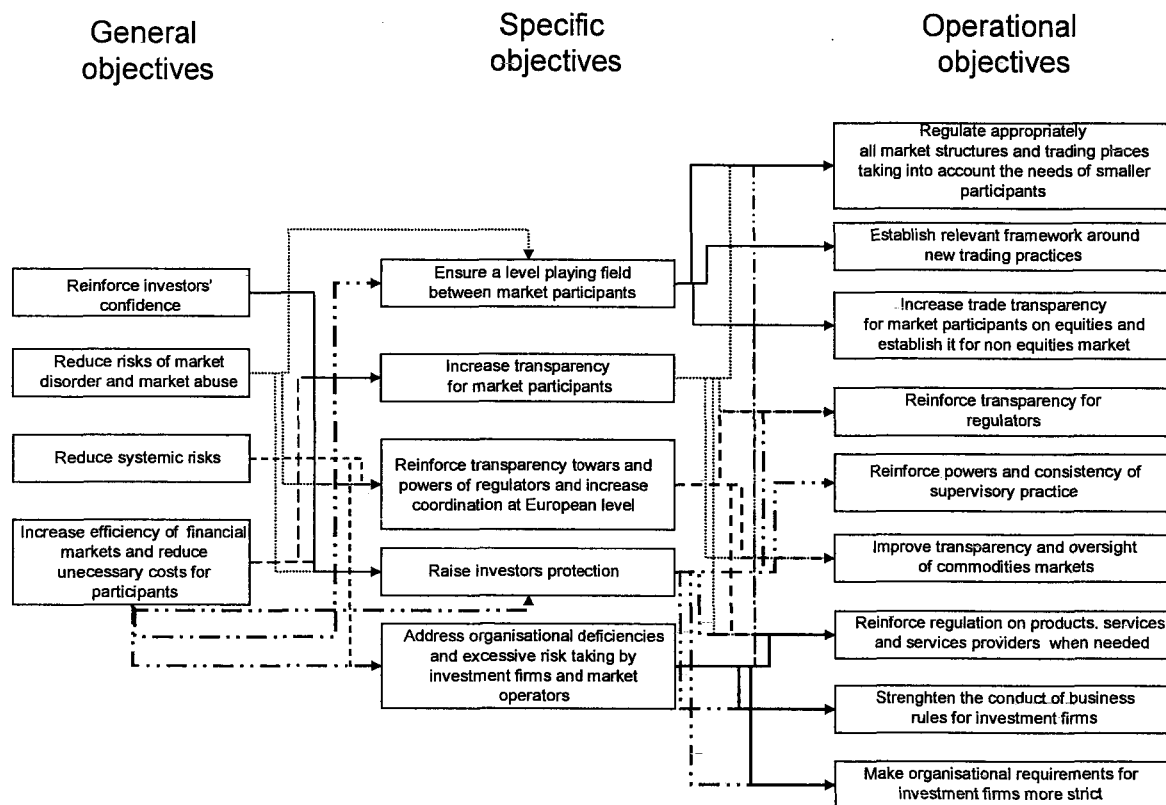 General
objectives
Specific
objectives
Operational
objectives
Reinforce investors'
confidence
Reduce risks of market
disorder and market abuse
Reduce systemic risks
Increase efficiency of financial
markets and reduce
unecessary costs for
participants
Ensure a level playing field
between market participants
Increase transparency
for market participants
Reinforce transparency towars and
powers of regulators and increase
coordination at European level
Raise investors protection
Address organisational deficiencies
and excessive risk taking by
investment firms and market
operators
Regulate appropriately
all market structures and trading places
taking into account the needs of smaller
participants
Establish relevant framework around
new trading practices
Increase trade transparency
for market participants on equities and
establish it for non equities market
Reinforce transparency for
regulators
Reinforce powers and consistency of
supervisory practice
Improve transparency and oversight
of commodities markets
Reinforce regulation on products, services
and services providers when needed
Strenghten the conduct of business
rules for investment firms
Make organisational requirements for
investment firms more strict